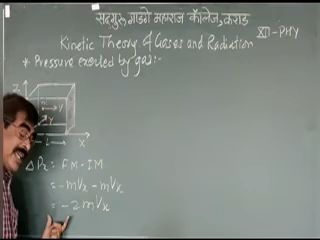 सद्गुरू गाडगे महाराज कॉलेज, कराड
XII - PHY
Kinetic Theory of Gases and Radiation
* Pressure exerted by gas:-
Z
V
Y
L
X
ΔPx = FM - IM
= -mVx - mVx
= -2mVx